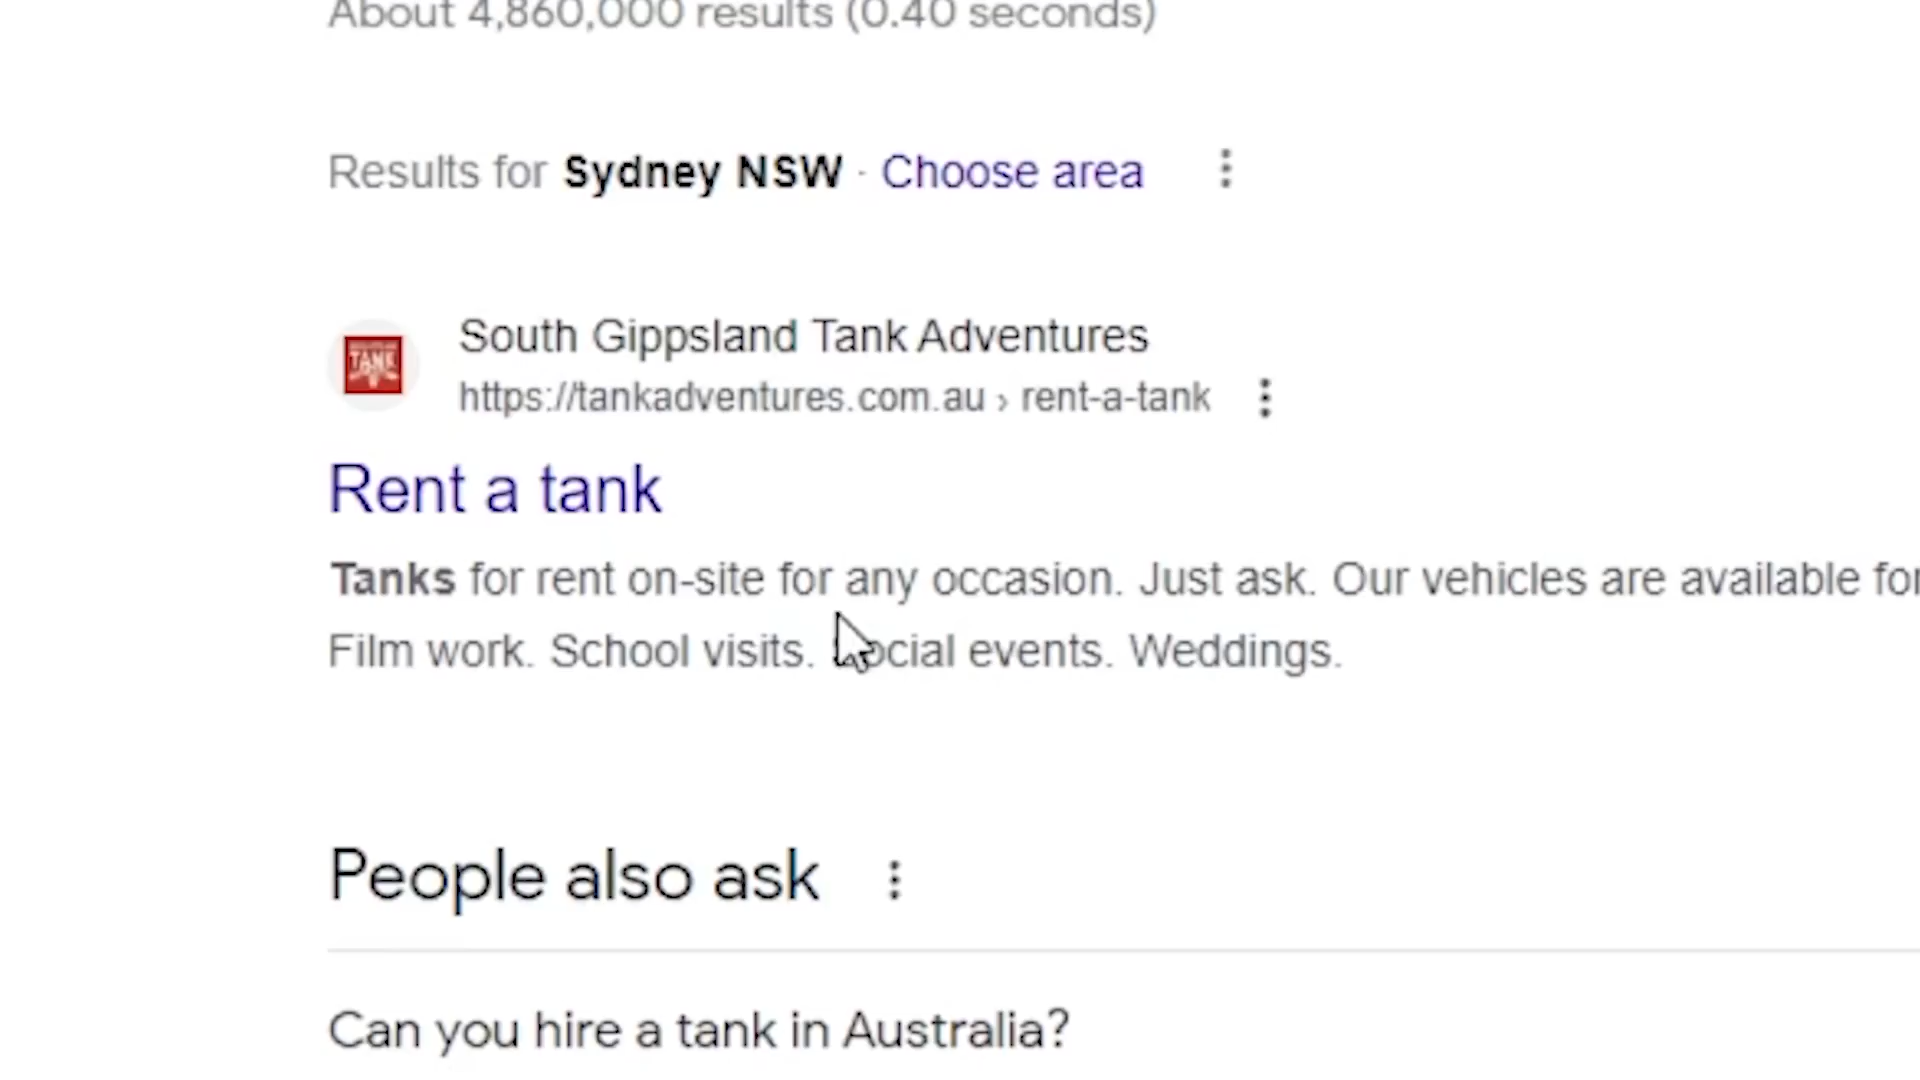 About 4,860,000 results (0.40 seconds)
Results for Sydney NSW · Choose area
South Gippsland Tank Adventures
https://tankadventures.com.au › rent-a-tank
TANK
Rent a tank
Tanks for rent on-site for any occasion. Just ask. Our vehicles are available for
Film work. School visits. Social events. Weddings.
People also ask
Can you hire a tank in Australia?